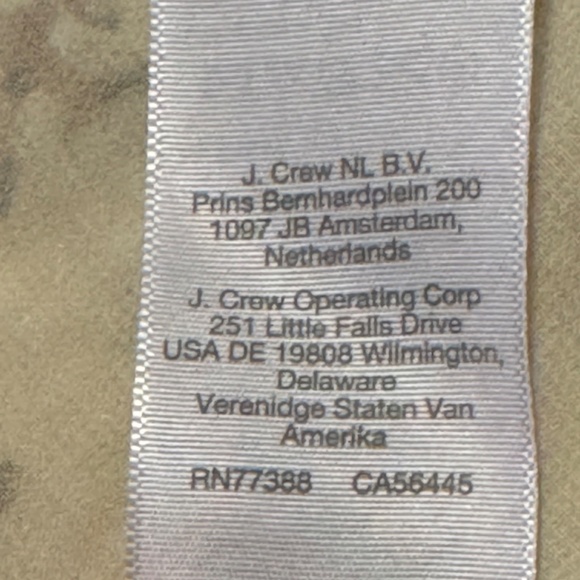 J. Crew NL B.V.
Prins Bernhardplein 200
1097 JB Amsterdam,
Netherlands
J. Crew Operating Corp
251 Little Falls Drive
USA DE 19808 Wilmington,
Delaware
Verenidge Staten Van
Amerika
RN77388 CA56445